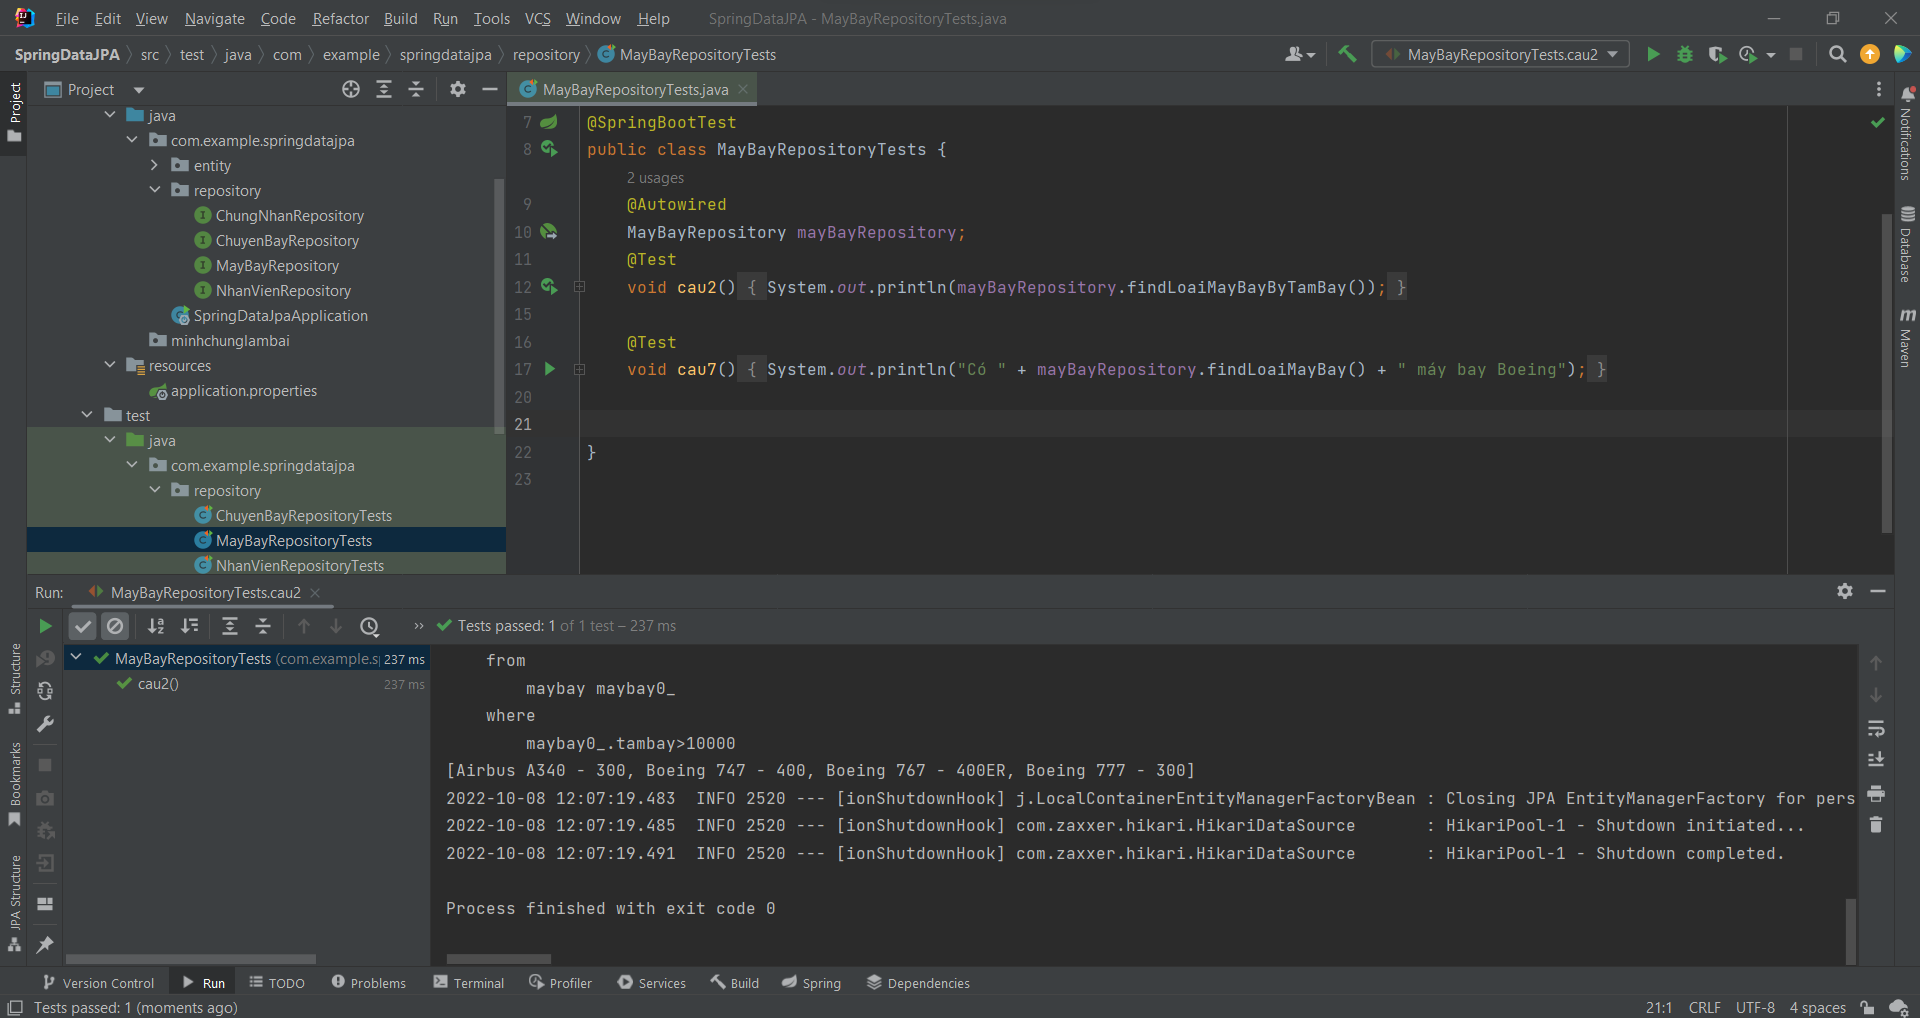 File Edit View Navigate Code Refactor Build Run Tools VCS Window Help SpringDataJPA - MayBayRepositoryTests.java
SpringDataJPA src test java com example springdatajpa repository MayBayRepositoryTests MayBayRepositoryTests.cau2
Project
Project
java
com.example.springdatajpa
entity
repository
ChungNhanRepository
ChuyenBayRepository
MayBayRepository
NhanVienRepository
SpringDataJpaApplication
minhchunglambai
resources
application.properties
test
java
com.example.springdatajpa
repository
ChuyenBayRepositoryTests
MayBayRepositoryTests
NhanVienRepositoryTests
MayBayRepositoryTests.java
7 @SpringBootTest
8 public class MayBayRepositoryTests {
2 usages
9 @Autowired
10 MayBayRepository mayBayRepository;
11 @Test
12 void cau2() { System.out.println(mayBayRepository.findLoaiMayBayByTamBay()); }
15
16 @Test
17 void cau7() { System.out.println("Có " + mayBayRepository.findLoaiMayBay() + " máy bay Boeing"); }
20
21
22 }
23
Notifications
Database
Maven
Run: MayBayRepositoryTests.cau2
Tests passed: 1 of 1 test – 237 ms
MayBayRepositoryTests (com.example.s 237 ms
cau2() 237 ms
from
maybay maybay0_
where
maybay0_.tambay>10000
[Airbus A340 - 300, Boeing 747 - 400, Boeing 767 - 400ER, Boeing 777 - 300]
2022-10-08 12:07:19.483 INFO 2520 --- [ionShutdownHook] j.LocalContainerEntityManagerFactoryBean : Closing JPA EntityManagerFactory for pers
2022-10-08 12:07:19.485 INFO 2520 --- [ionShutdownHook] com.zaxxer.hikari.HikariDataSource : HikariPool-1 - Shutdown initiated...
2022-10-08 12:07:19.491 INFO 2520 --- [ionShutdownHook] com.zaxxer.hikari.HikariDataSource : HikariPool-1 - Shutdown completed.
Process finished with exit code 0
Structure
Bookmarks
JPA Structure
Version Control Run TODO Problems Terminal Profiler Services Build Spring Dependencies
Tests passed: 1 (moments ago) 21:1 CRLF UTF-8 4 spaces